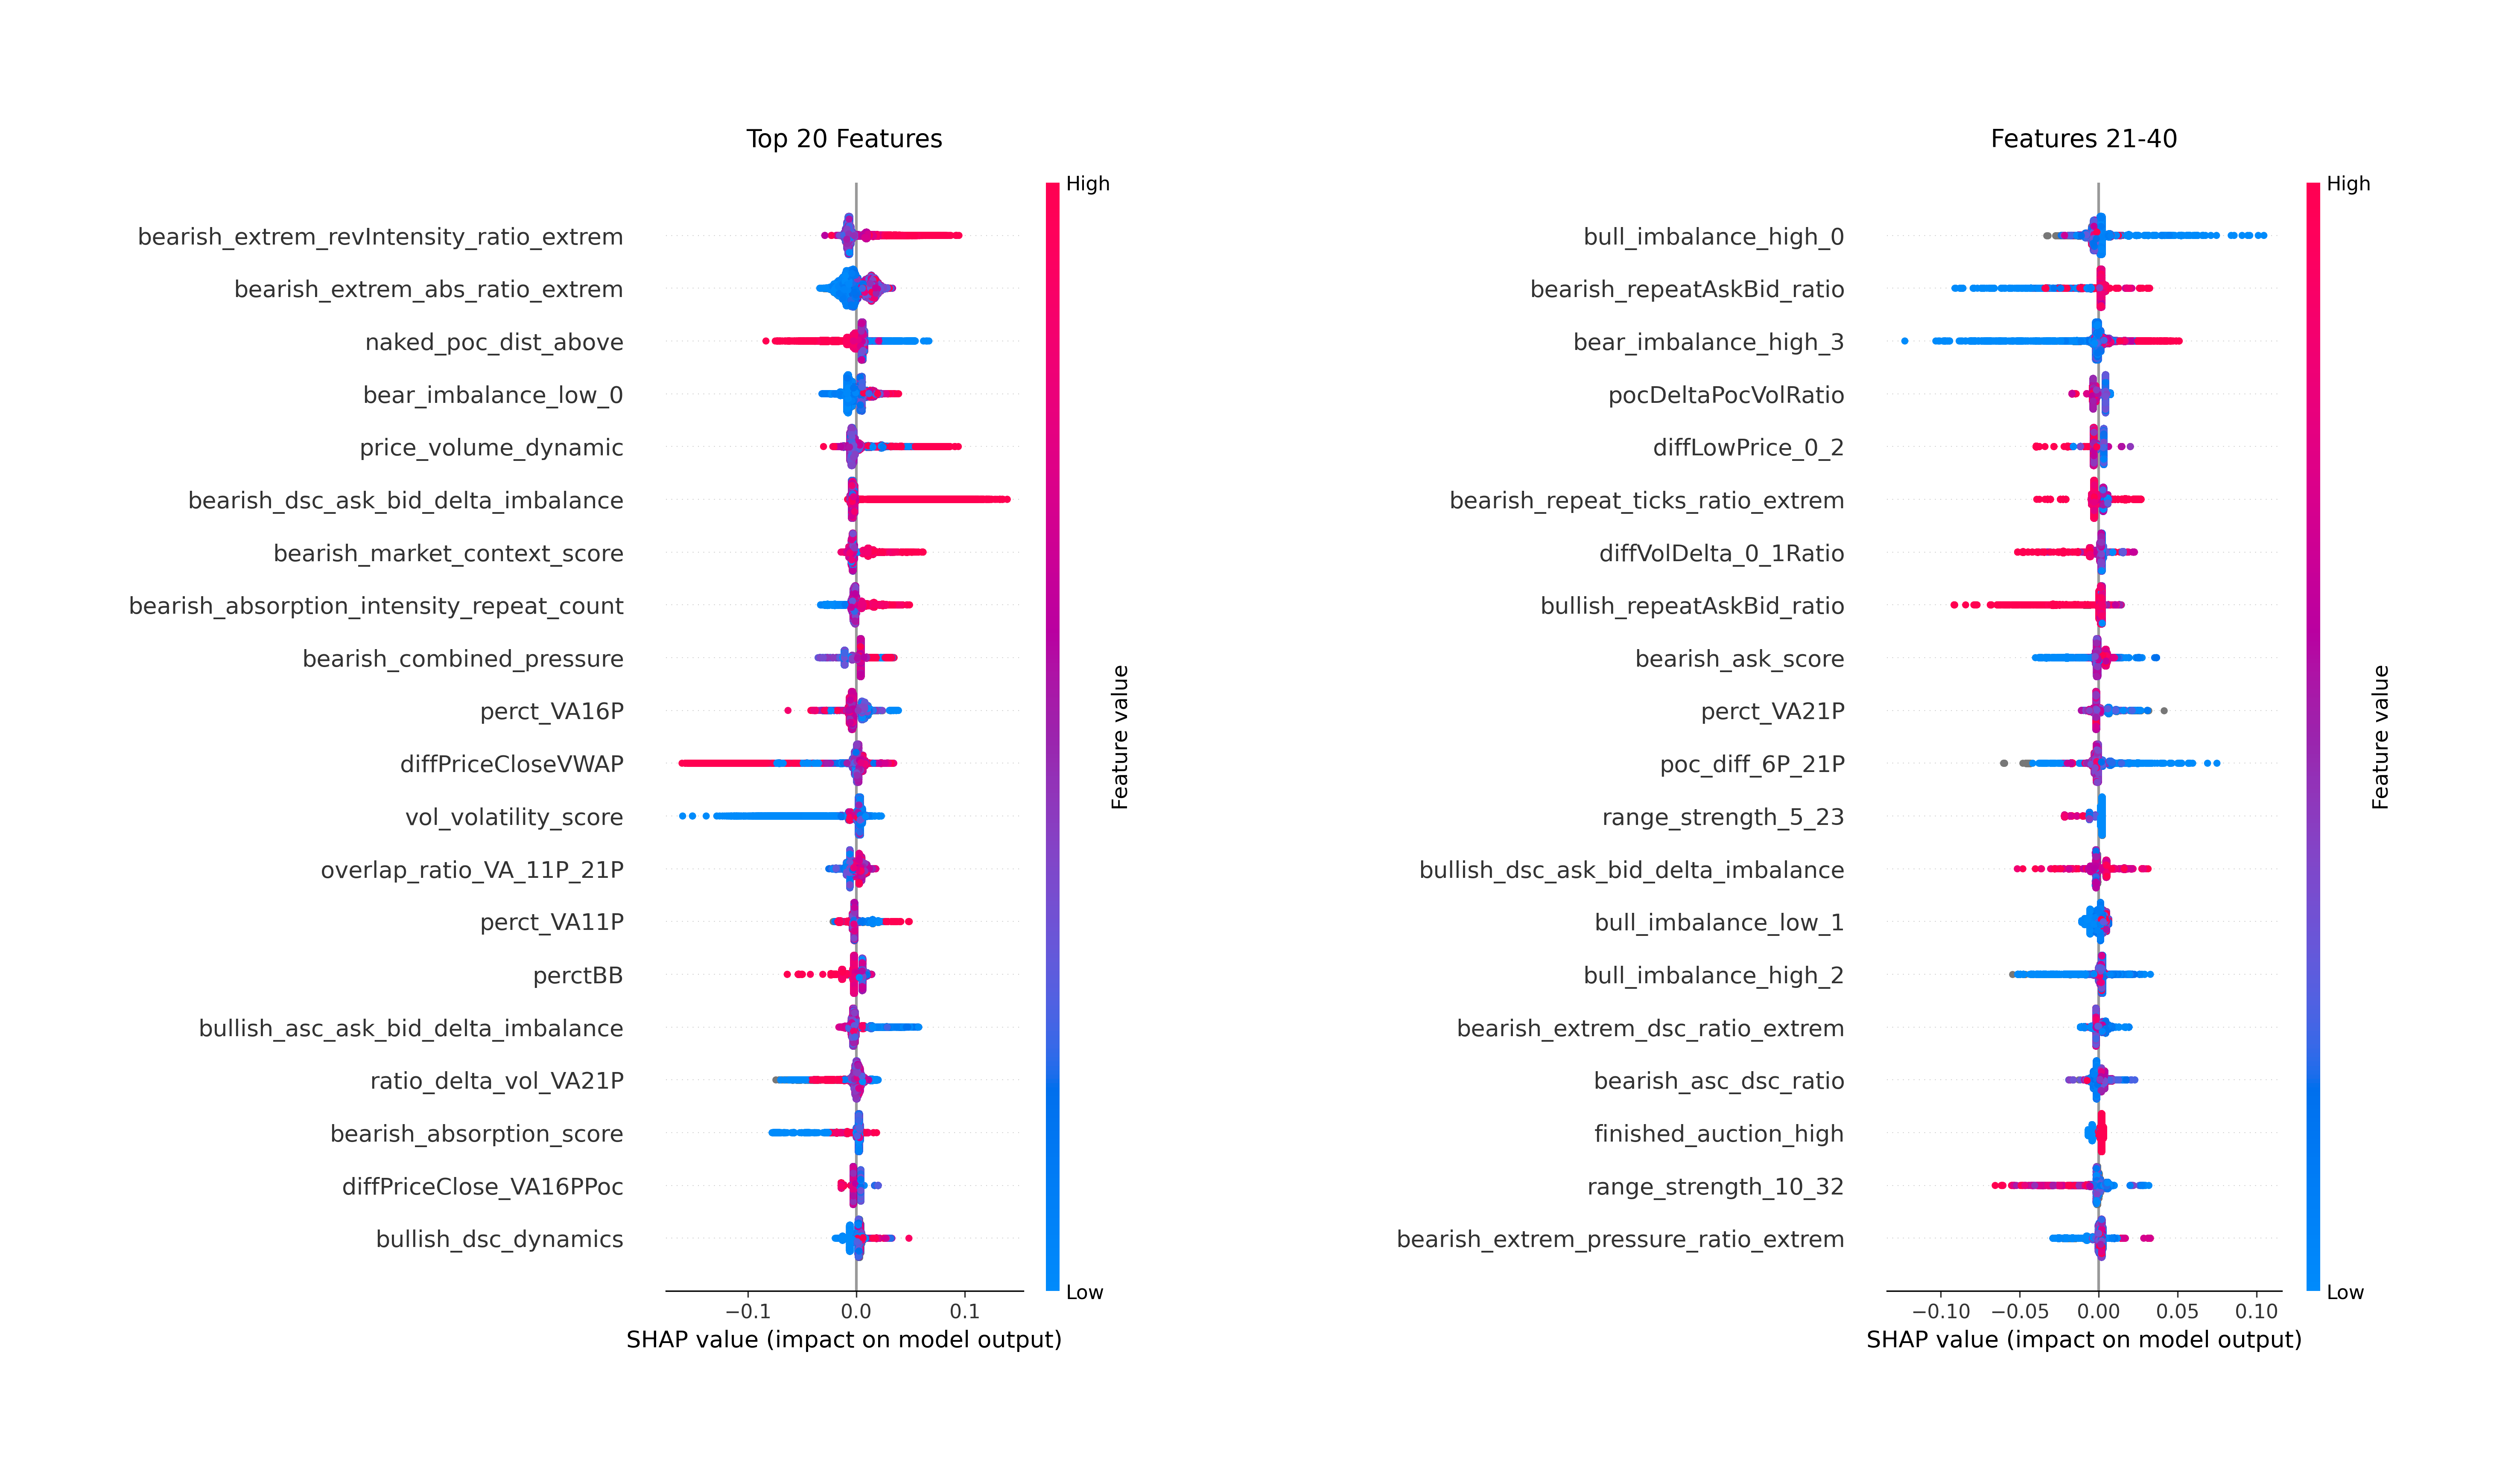 Top 20 Features
High
bearish_extrem_revIntensity_ratio_extrem
bearish_extrem_abs_ratio_extrem
naked_poc_dist_above
bear_imbalance_low_0
price_volume_dynamic
bearish_dsc_ask_bid_delta_imbalance
bearish_market_context_score
bearish_absorption_intensity_repeat_count
bearish_combined_pressure
perct_VA16P
diffPriceCloseVWAP
vol_volatility_score
overlap_ratio_VA_11P_21P
perct_VA11P
perctBB
bullish_asc_ask_bid_delta_imbalance
ratio_delta_vol_VA21P
bearish_absorption_score
diffPriceClose_VA16PPoc
bullish_dsc_dynamics
Feature value
Low
−0.1 0.0 0.1
SHAP value (impact on model output)
Features 21-40
High
bull_imbalance_high_0
bearish_repeatAskBid_ratio
bear_imbalance_high_3
pocDeltaPocVolRatio
diffLowPrice_0_2
bearish_repeat_ticks_ratio_extrem
diffVolDelta_0_1Ratio
bullish_repeatAskBid_ratio
bearish_ask_score
perct_VA21P
poc_diff_6P_21P
range_strength_5_23
bullish_dsc_ask_bid_delta_imbalance
bull_imbalance_low_1
bull_imbalance_high_2
bearish_extrem_dsc_ratio_extrem
bearish_asc_dsc_ratio
finished_auction_high
range_strength_10_32
bearish_extrem_pressure_ratio_extrem
Feature value
Low
−0.10 −0.05 0.00 0.05 0.10
SHAP value (impact on model output)